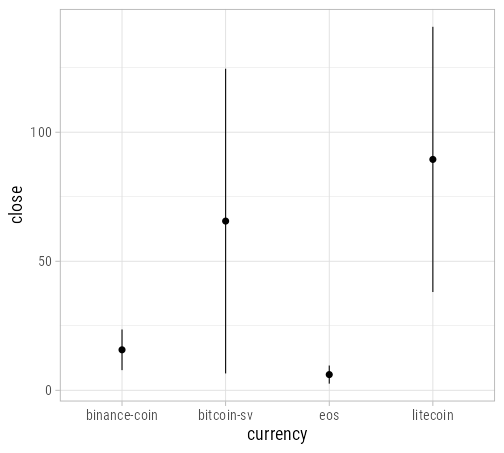 close
100
50
0
binance-coin bitcoin-sv eos litecoin
currency